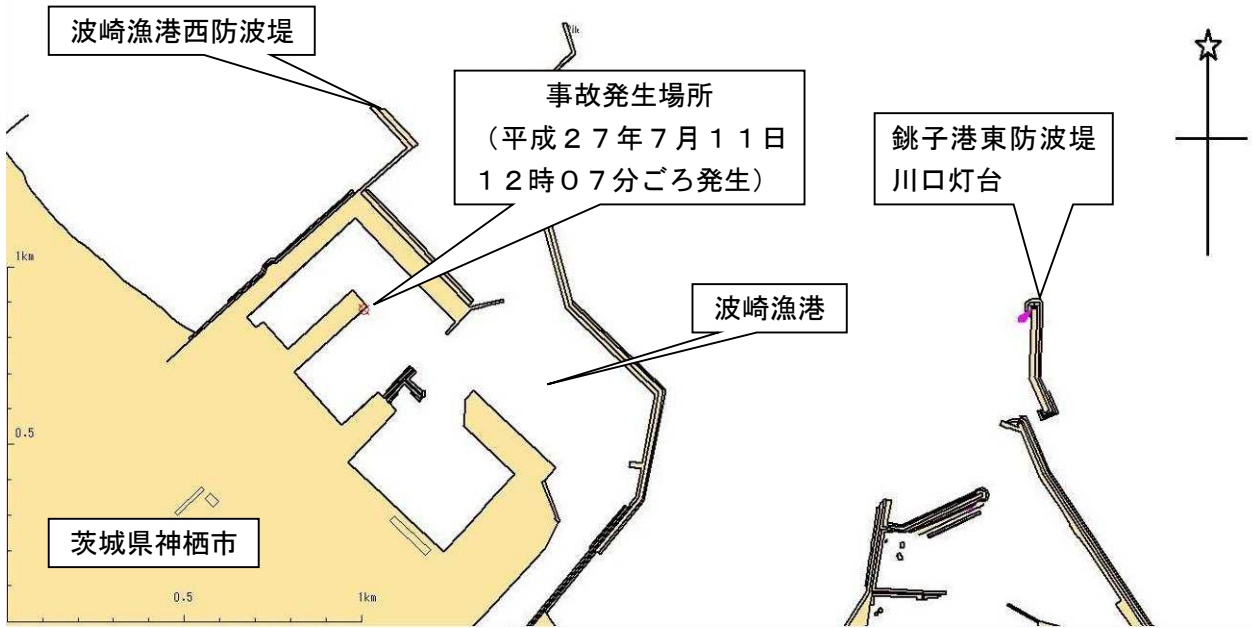 波崎漁港西防波堤
事故発生場所
（平成２７年７月１１日
１２時０７分ごろ発生）
銚子港東防波堤
川口灯台
1km
波崎漁港
0.5
茨城県神栖市
0.5
1km